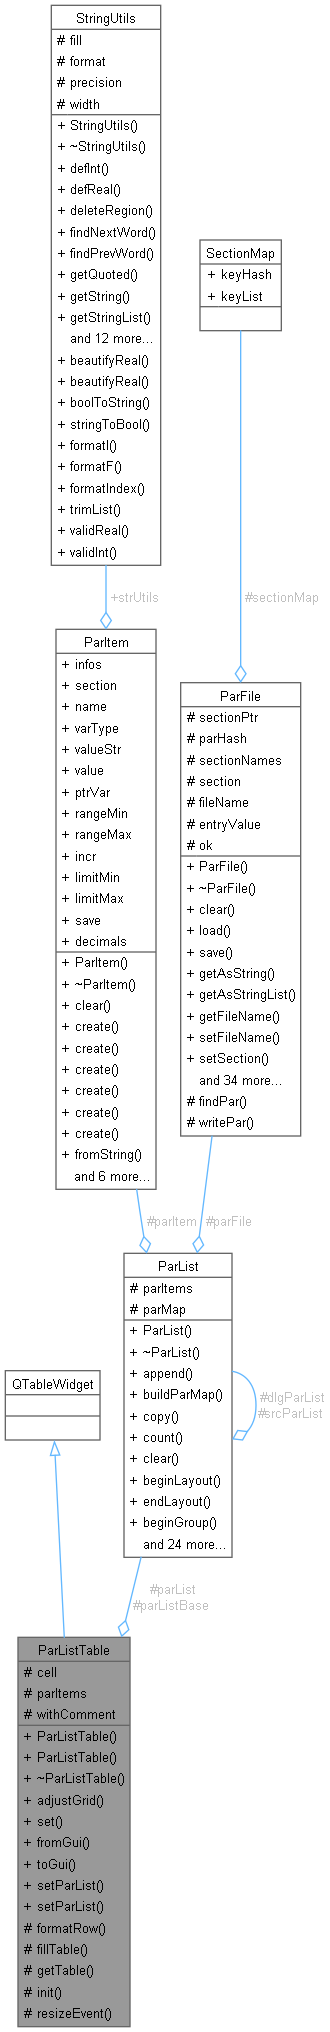 StringUtils
# fill
# format
# precision
# width
+ StringUtils()
+ ~StringUtils()
+ defInt()
+ defReal()
+ deleteRegion()
+ findNextWord()
+ findPrevWord()
+ getQuoted()
+ getString()
+ getStringList()
and 12 more...
+ beautifyReal()
+ beautifyReal()
+ boolToString()
+ stringToBool()
+ formatI()
+ formatF()
+ formatIndex()
+ trimList()
+ validReal()
+ validInt()
SectionMap
+ keyHash
+ keyList
+strUtils
#sectionMap
ParItem
+ infos
+ section
+ name
+ varType
+ valueStr
+ value
+ ptrVar
+ rangeMin
+ rangeMax
+ incr
+ limitMin
+ limitMax
+ save
+ decimals
+ ParItem()
+ ~ParItem()
+ clear()
+ create()
+ create()
+ create()
+ create()
+ create()
+ create()
+ fromString()
and 6 more...
ParFile
# sectionPtr
# parHash
# sectionNames
# section
# fileName
# entryValue
# ok
+ ParFile()
+ ~ParFile()
+ clear()
+ load()
+ save()
+ getAsString()
+ getAsStringList()
+ getFileName()
+ setFileName()
+ setSection()
and 34 more...
# findPar()
# writePar()
#parItem
#parFile
ParList
# parItems
# parMap
+ ParList()
+ ~ParList()
+ append()
+ buildParMap()
+ copy()
+ count()
+ clear()
+ beginLayout()
+ endLayout()
+ beginGroup()
and 24 more...
#dlgParList
#srcParList
QTableWidget
#parList
#parListBase
ParListTable
# cell
# parItems
# withComment
+ ParListTable()
+ ParListTable()
+ ~ParListTable()
+ adjustGrid()
+ set()
+ fromGui()
+ toGui()
+ setParList()
+ setParList()
# formatRow()
# fillTable()
# getTable()
# init()
# resizeEvent()